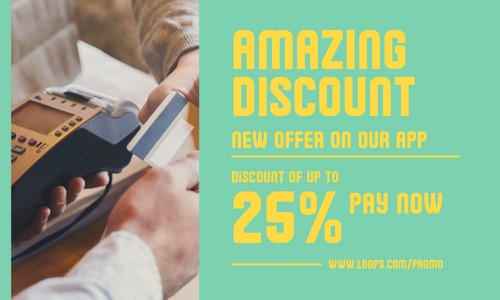 AMAZING
DISCOUNT
NEW OFFER ON OUR APP
DISCOUNT OF UP TO
25% PAY NOW
WWW.LOOPS.COM/PROMO